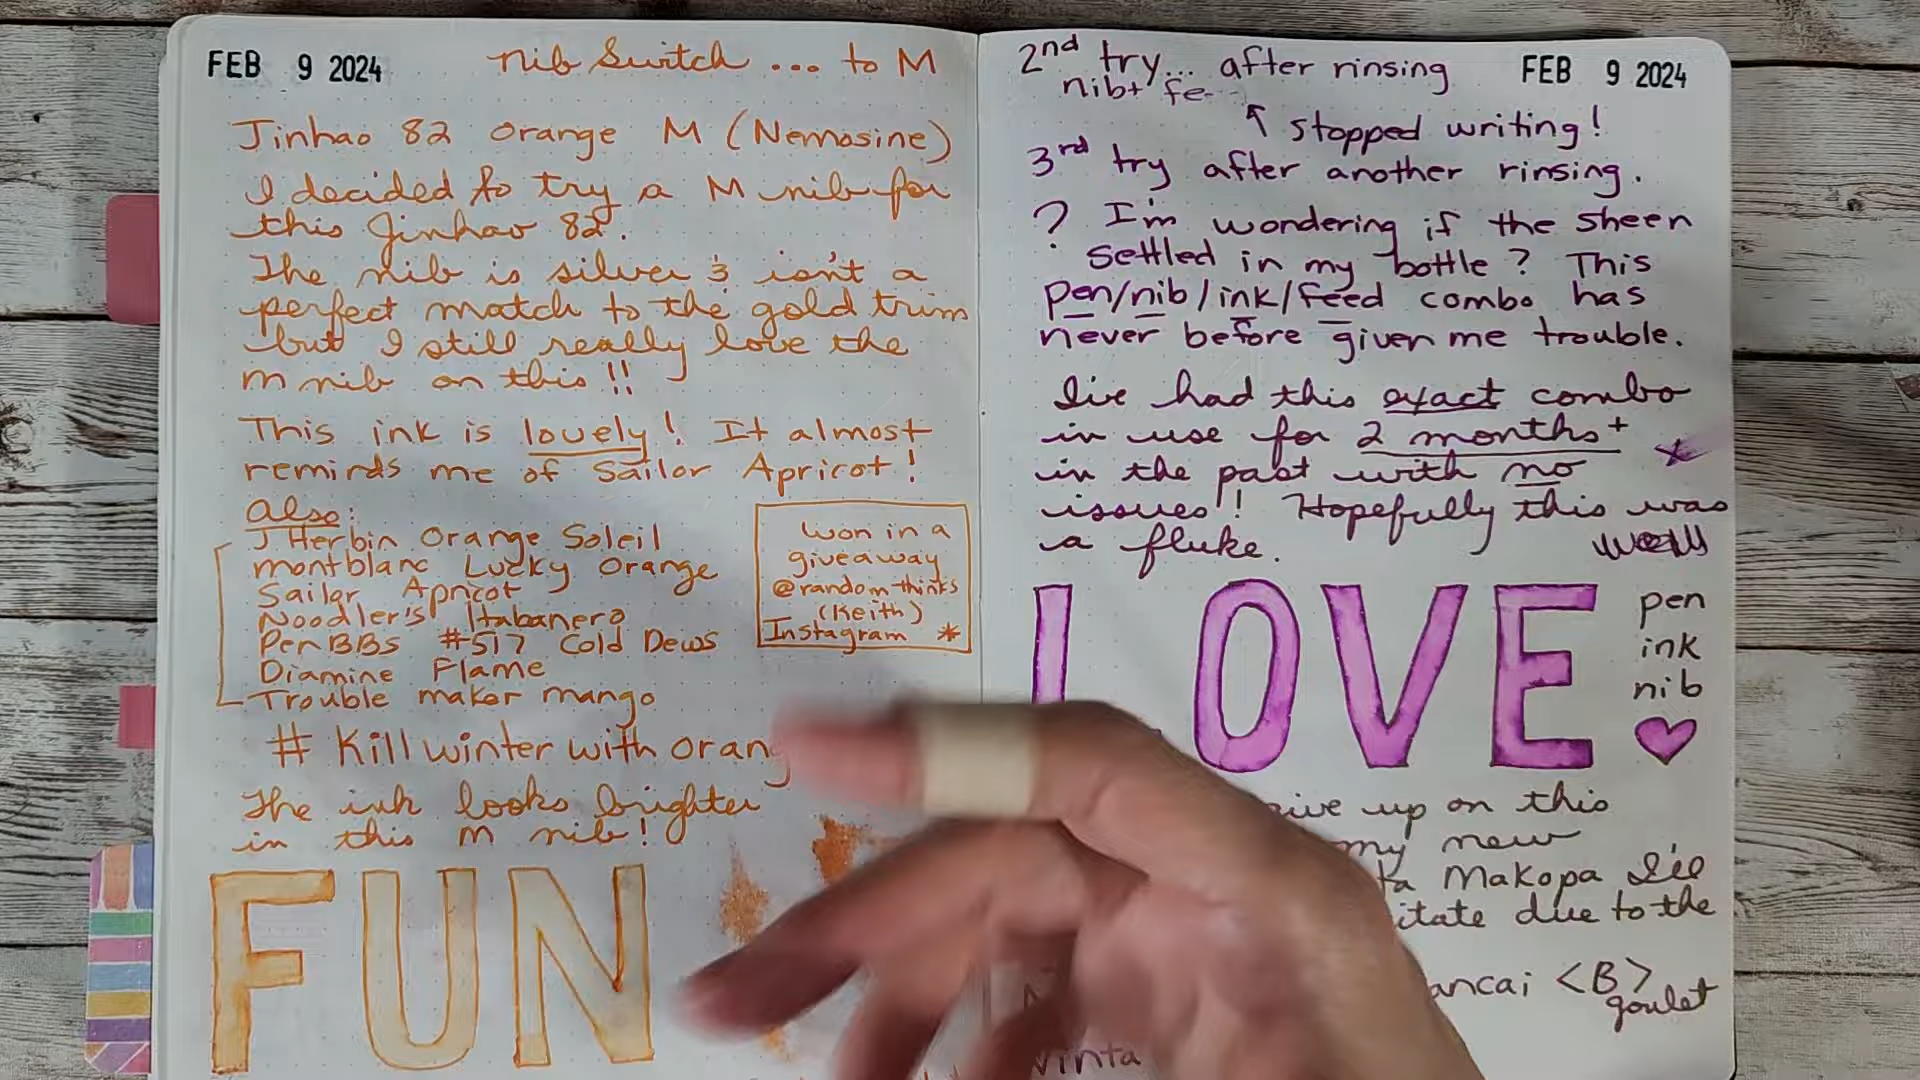 FEB 9 2024 nib Switch ... to M
Jinhao 82 Orange M (Nemosine)
I decided to try a M nib for
this Jinhao 82.
The nib is silver & isn't a
perfect match to the gold trim
but I still really love the
m nib on this !!
This ink is lovely! It almost
reminds me of Sailor Apricot!
Also:
J Herbin Orange Soleil
montblanc Lucky Orange
Sailor Apricot
Noodler's Habanero
PenBBs #517 Cold Dews
Diamine Flame
Trouble maker mango
won in a
giveaway
@random-thinks
(Keith)
Instagram *
# Kill winter with orang
The ink looks brighter
in this M nib!
FUN
2nd try... after rinsing FEB 9 2024
nib+ fe--
↖ stopped writing!
3rd try after another rinsing.
? I'm wondering if the sheen
settled in my bottle? This
pen/nib/ink/feed combo has
never before given me trouble.
I've had this exact combo
in use for 2 months+
in the past with no
issues! Hopefully this was
a fluke.
LOVE
pen
ink
nib
give up on this
my new
ta Makopa I'll
itate due to the
ancai <B>
goulet
vinta